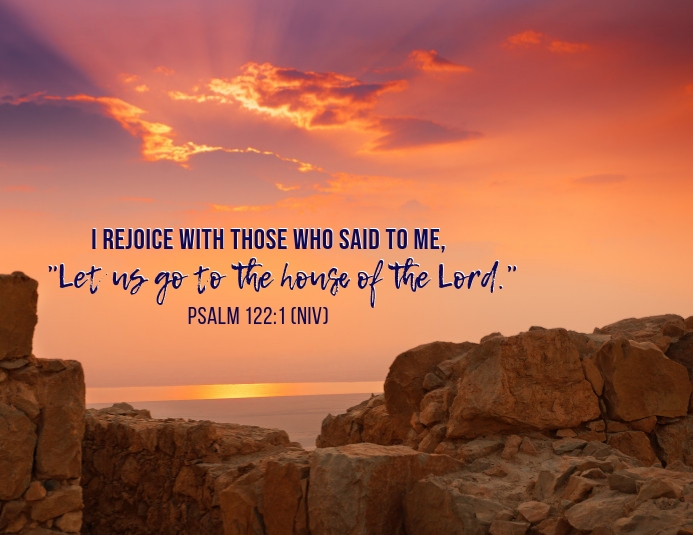 I REJOICE WITH THOSE WHO SAID TO ME,
"Let us go to the house of the Lord."
PSALM 122:1 (NIV)